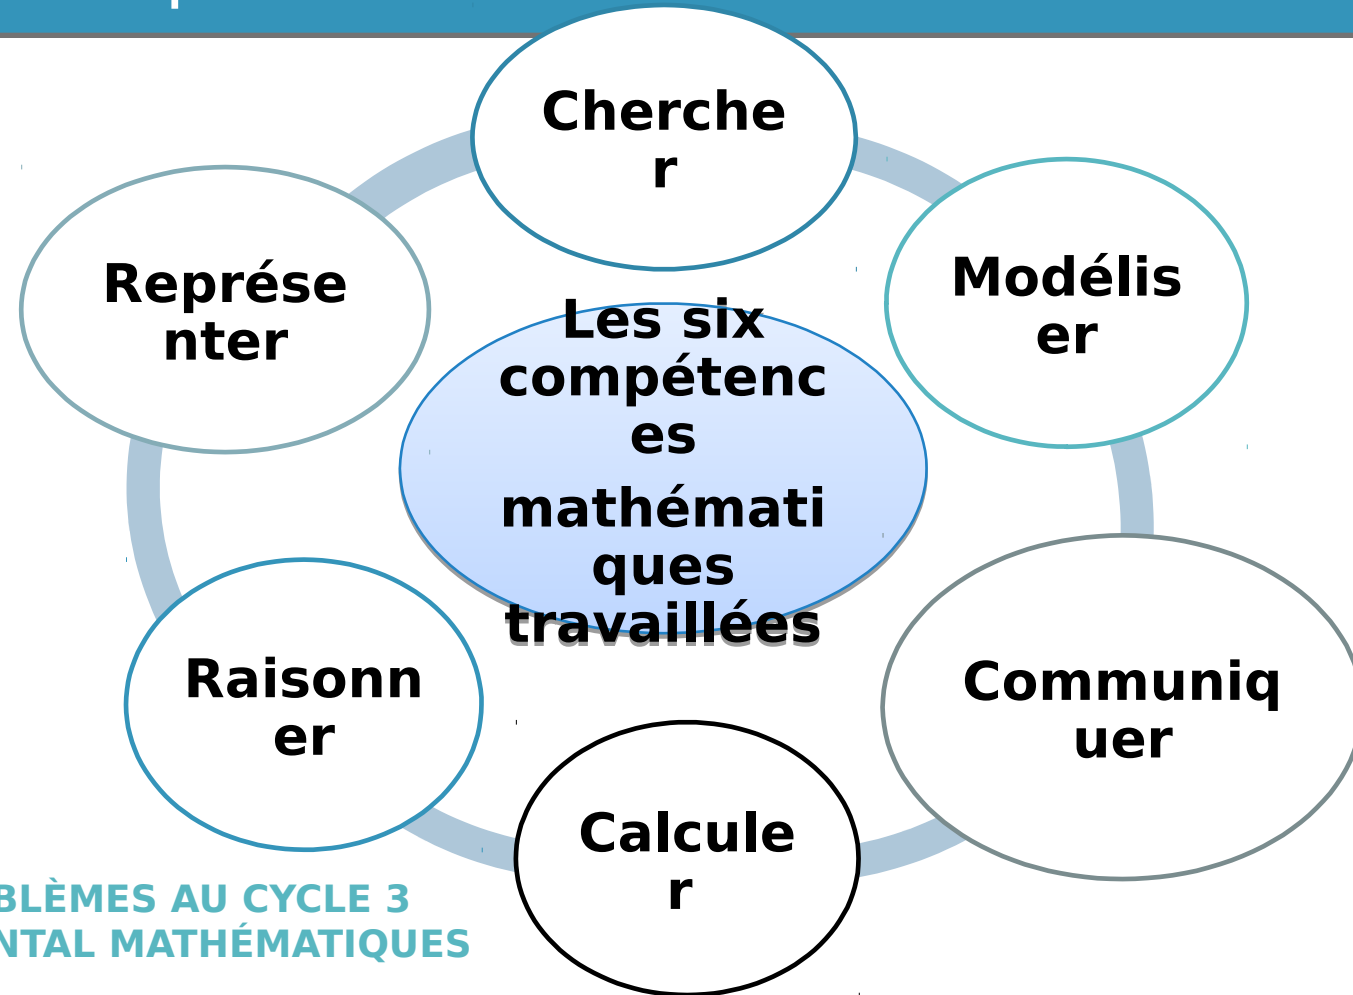 Cherche
r
Modélis
er
Représe
nter
Les six
compétenc
es
mathémati
ques
travaillées
Communiq
uer
Raisonn
er
Calcule
r
BLÈMES AU CYCLE 3
NTAL MATHÉMATIQUES